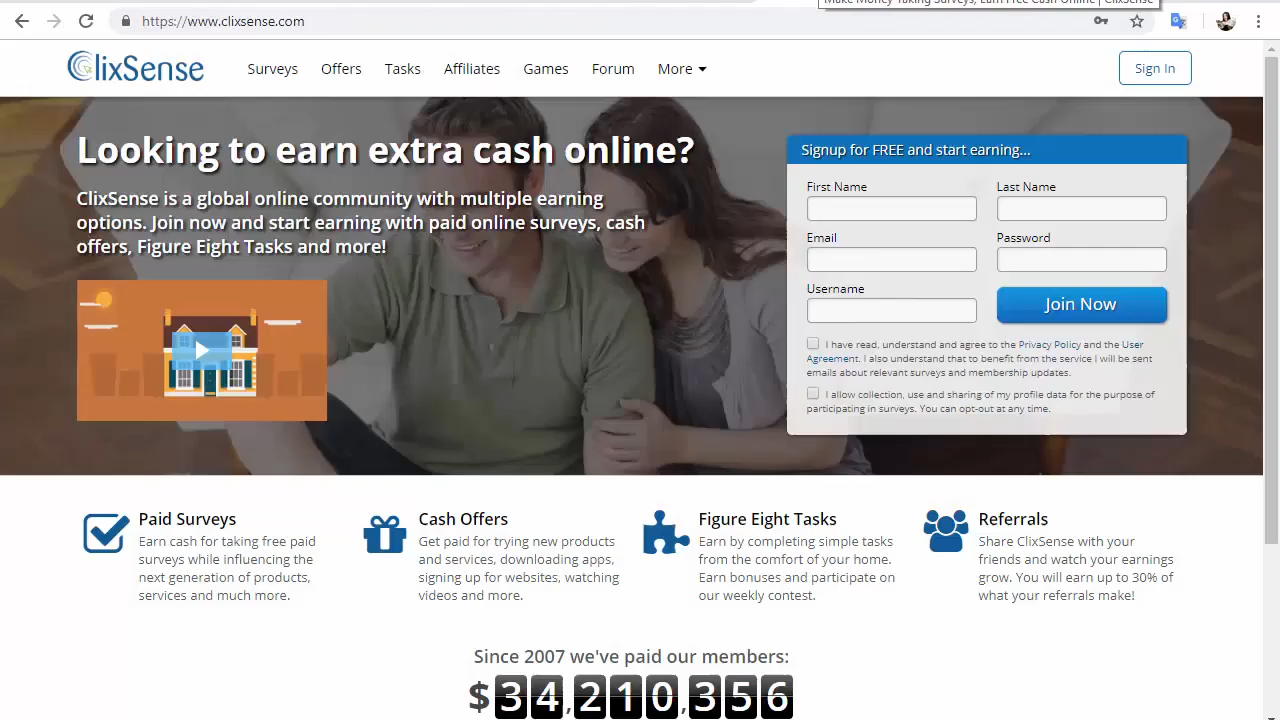 Make Money Taking Surveys, Earn Free Cash Online | ClixSense
https://www.clixsense.com
ClixSense
Surveys
Offers
Tasks
Affiliates
Games
Forum
More
Sign In
Looking to earn extra cash online?
ClixSense is a global online community with multiple earning
options. Join now and start earning with paid online surveys, cash
offers, Figure Eight Tasks and more!
Signup for FREE and start earning...
First Name
Last Name
Email
Password
Username
Join Now
I have read, understand and agree to the Privacy Policy and the User
Agreement. I also understand that to benefit from the service I will be sent
emails about relevant surveys and membership updates.
I allow collection, use and sharing of my profile data for the purpose of
participating in surveys. You can opt-out at any time.
Paid Surveys
Earn cash for taking free paid
surveys while influencing the
next generation of products,
services and much more.
Cash Offers
Get paid for trying new products
and services, downloading apps,
signing up for websites, watching
videos and more.
Figure Eight Tasks
Earn by completing simple tasks
from the comfort of your home.
Earn bonuses and participate on
our weekly contest.
Referrals
Share ClixSense with your
friends and watch your earnings
grow. You will earn up to 30% of
what your referrals make!
Since 2007 we've paid our members:
$34,210,356